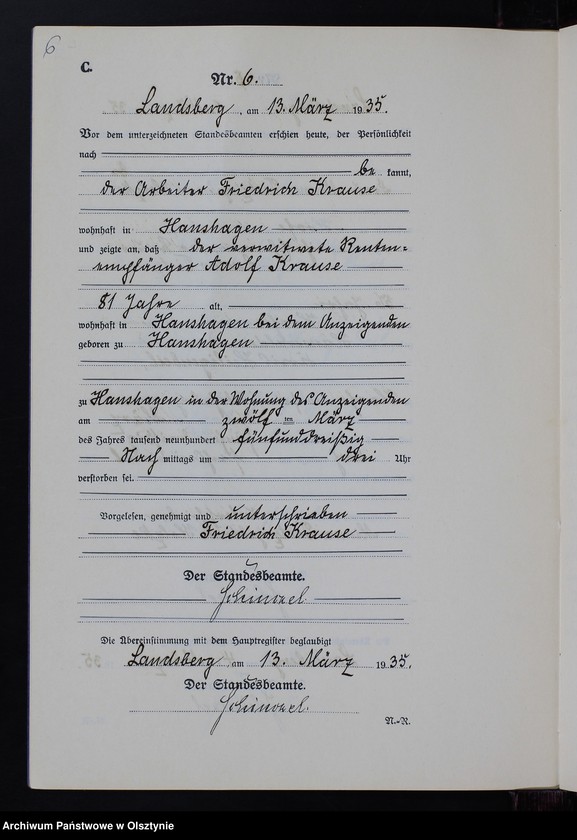 6
C.
Nr. 6.
Landsberg, am 13. März 1935.
Vor dem unterzeichneten Standesbeamten erschien heute, der Persönlichkeit
nach
be kannt,
der Arbeiter Friedrich Krause
wohnhaft in Hanshagen
und zeigte an, daß der verwitwete Renten=
empfänger Adolf Krause
81 Jahre alt,
wohnhaft in Hanshagen bei dem Anzeigenden
geboren zu Hanshagen
zu Hanshagen in der Wohnung des Anzeigenden
am zwölf ten März
des Jahres tausend neunhundert fünfunddreißig
Nach mittags um drei Uhr
verstorben sei.
Vorgelesen, genehmigt und unterschrieben
Friedrich Krause
Der Standesbeamte.
Die Übereinstimmung mit dem Hauptregister beglaubigt
Landsberg am 13. März 1935.
Der Standesbeamte.
N.-R.
Archiwum Państwowe w Olsztynie